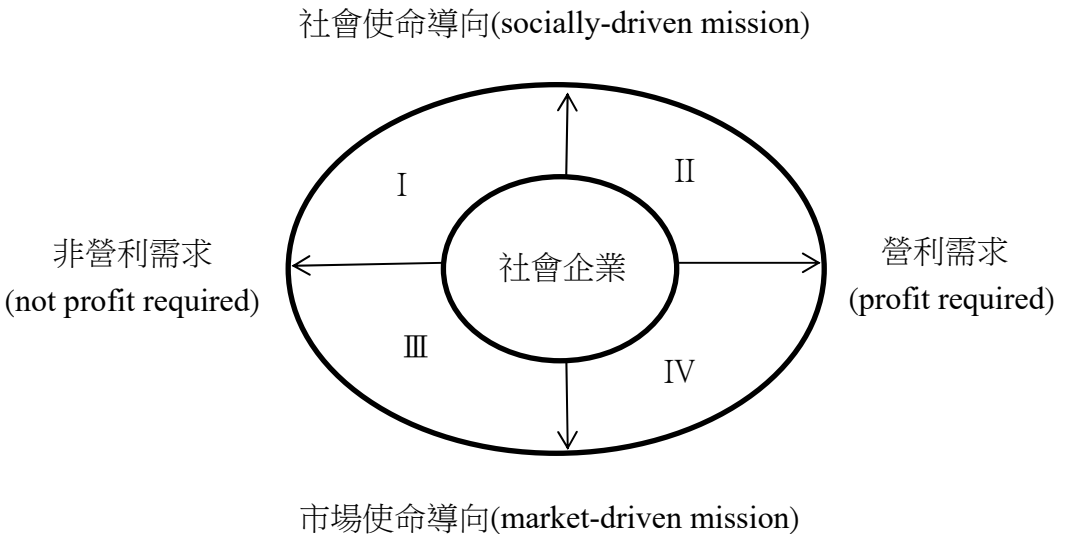 社會使命導向(socially-driven mission)
I
II
非營利需求
(not profit required)
社會企業
營利需求
(profit required)
III
IV
市場使命導向(market-driven mission)